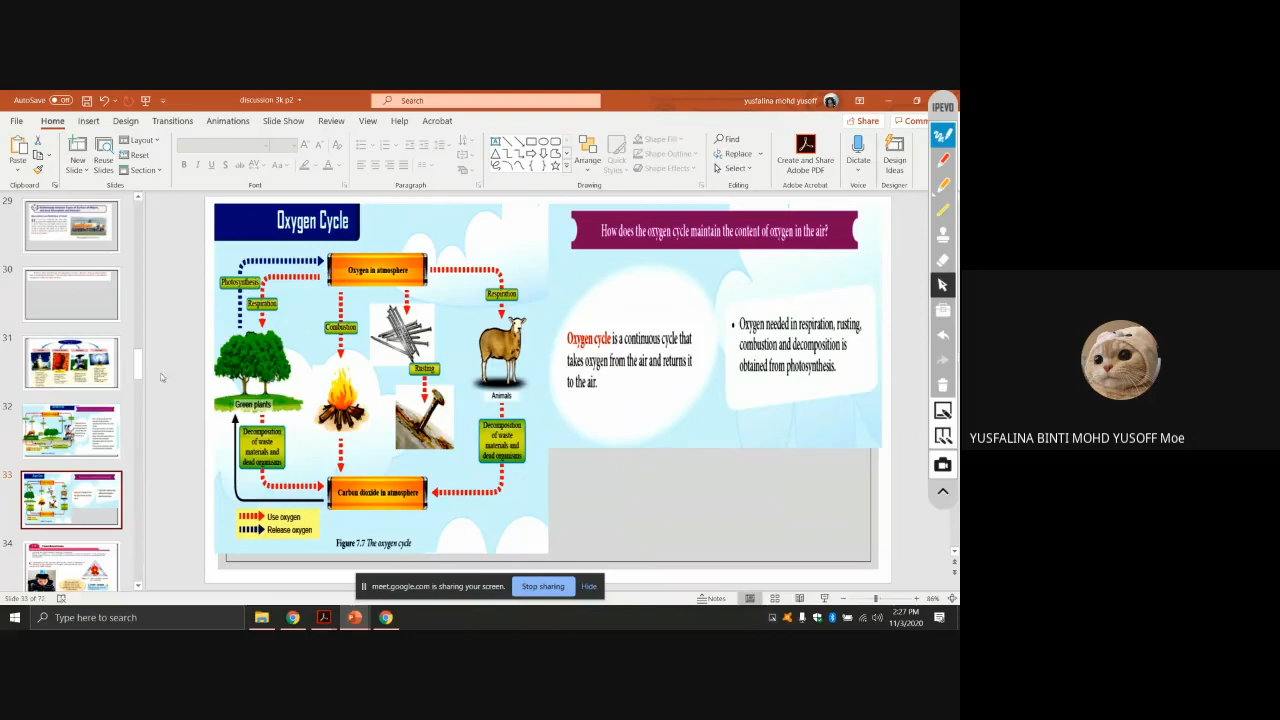 AutoSave Off
discussion 3k p2
Search
yusfalina mohd yusoff
IPEVO
File Home Insert Design Transitions Animations Slide Show Review View Help Acrobat
Share
Comm
Paste
New Slide
Reuse Slides
Layout
Reset
Section
Find
Replace
Select
Arrange
Quick Styles
Shape Fill
Shape Outline
Shape Effects
Create and Share Adobe PDF
Dictate
Design Ideas
Clipboard
Slides
Font
Paragraph
Drawing
Editing
Adobe Acrobat
Voice
Designer
29
30
31
32
33
34
Oxygen Cycle
Oxygen in atmosphere
Photosynthesis
Respiration
Respiration
Combustion
Rusting
Green plants
Animals
Decomposition
of waste
materials and
dead organisms
Decomposition
of waste
materials and
dead organisms
Carbon dioxide in atmosphere
Use oxygen
Release oxygen
Figure 7.7 The oxygen cycle
How does the oxygen cycle maintain the content of oxygen in the air?
Oxygen cycle is a continuous cycle that
takes oxygen from the air and returns it
to the air.
• Oxygen needed in respiration, rusting,
combustion and decomposition is
obtained from photosynthesis.
meet.google.com is sharing your screen.
Stop sharing
Hide
Slide 33 of 72
Notes
86%
Type here to search
2:27 PM
11/3/2020
YUSFALINA BINTI MOHD YUSOFF Moe